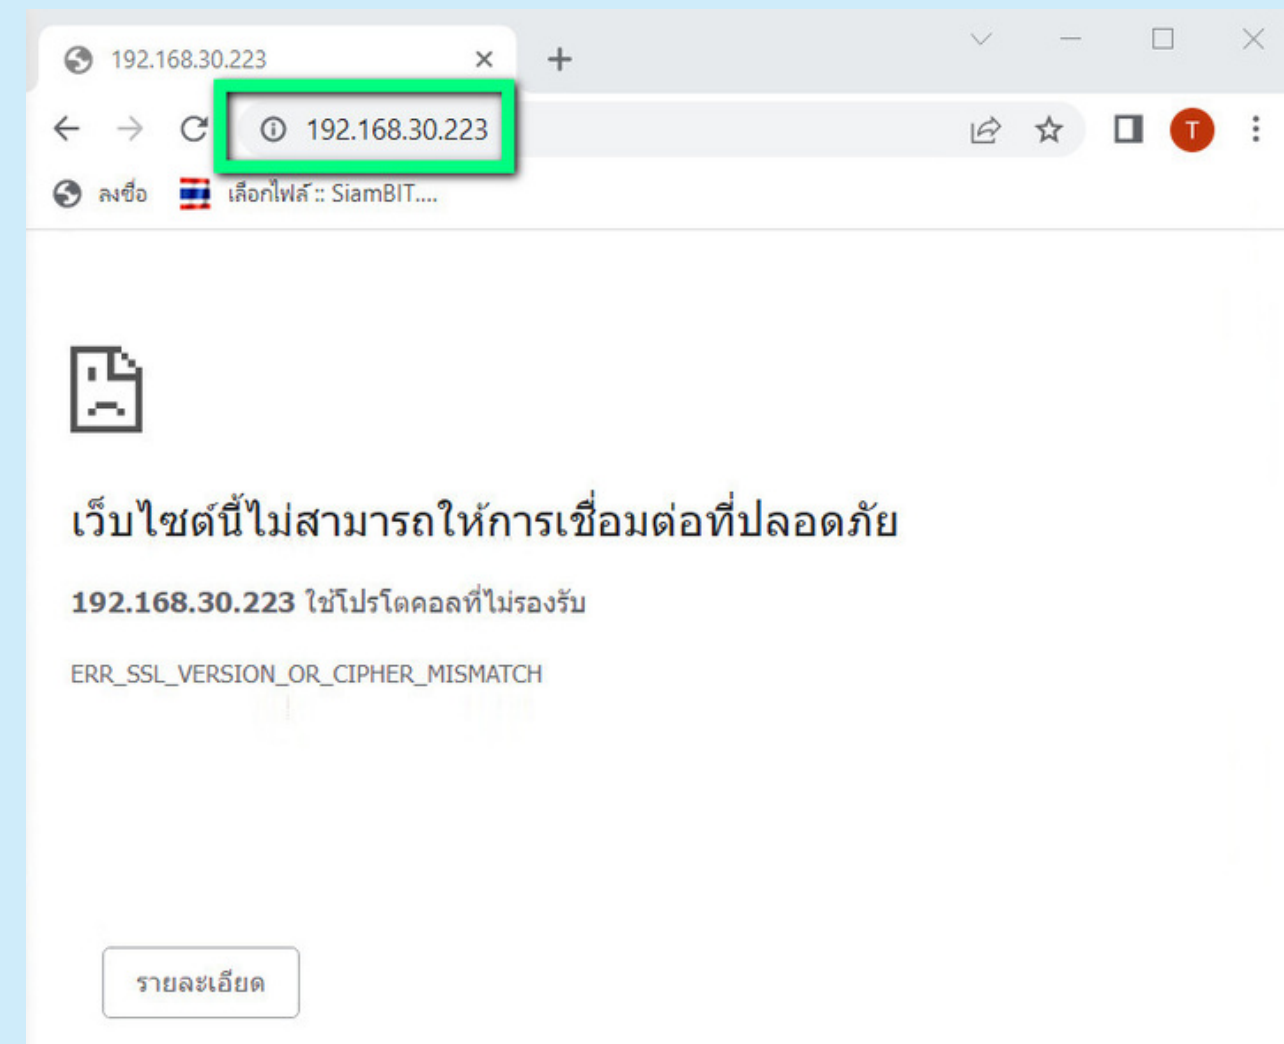 192.168.30.223
192.168.30.223
T
ลงชื่อ เลือกไฟล์ :: SiamBIT....
เว็บไซต์นี้ไม่สามารถให้การเชื่อมต่อที่ปลอดภัย
192.168.30.223 ใช้โปรโตคอลที่ไม่รองรับ
ERR_SSL_VERSION_OR_CIPHER_MISMATCH
รายละเอียด